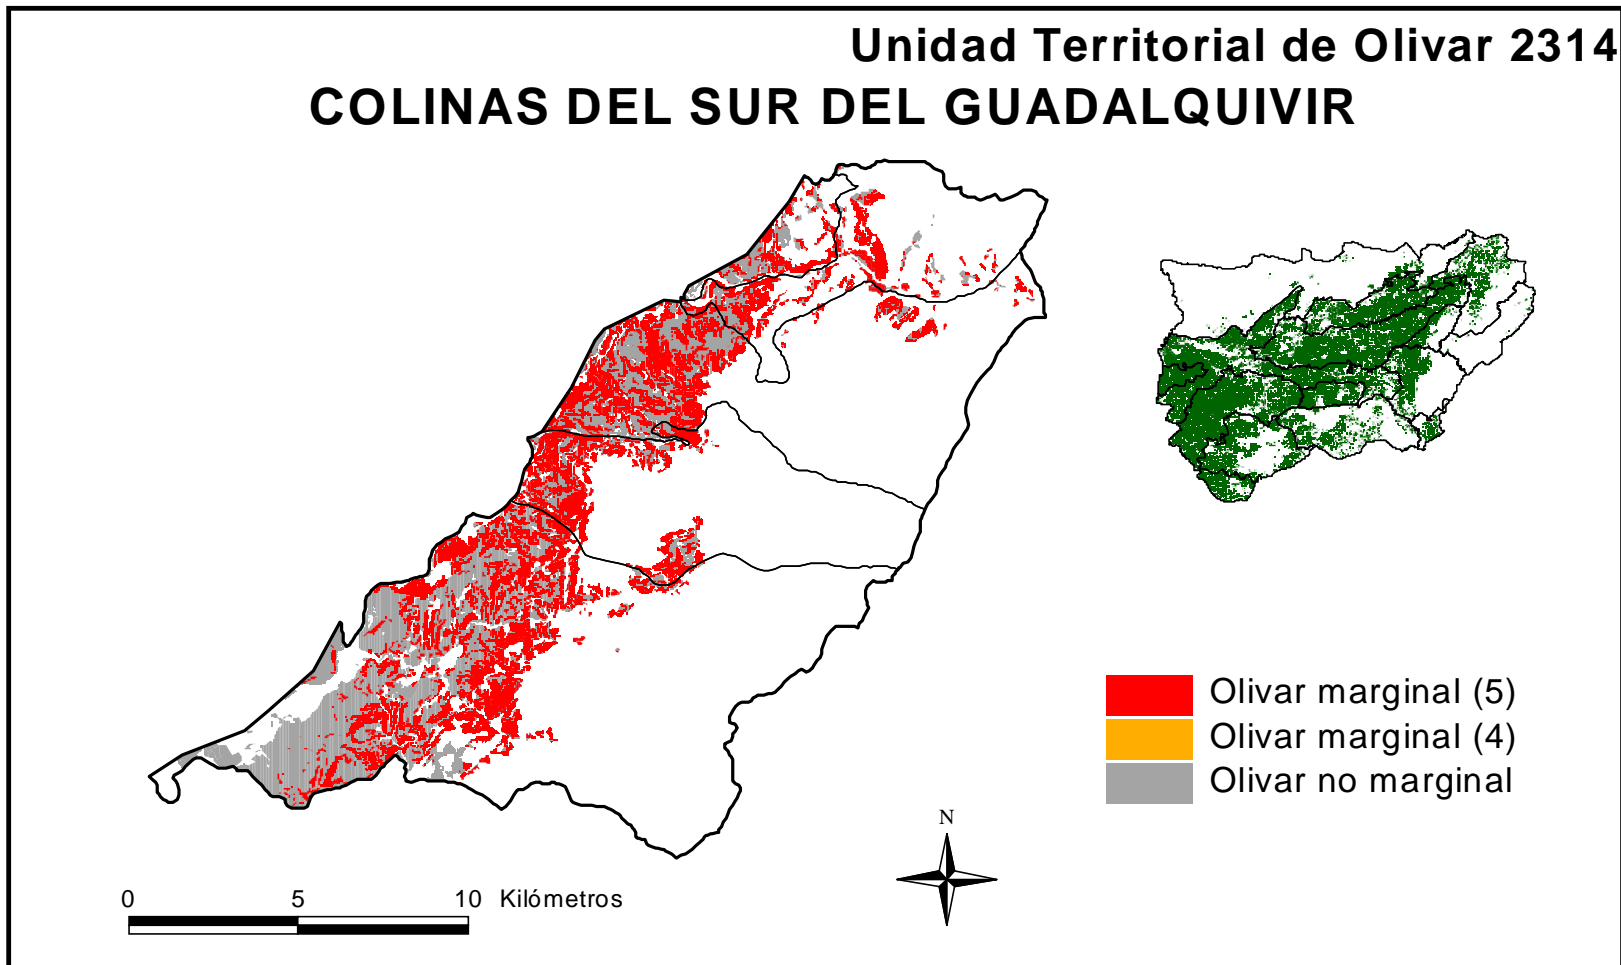 Unidad Territorial de Olivar 2314
COLINAS DEL SUR DEL GUADALQUIVIR
Olivar marginal (5)
Olivar marginal (4)
Olivar no marginal
N
0 5 10 Kilómetros